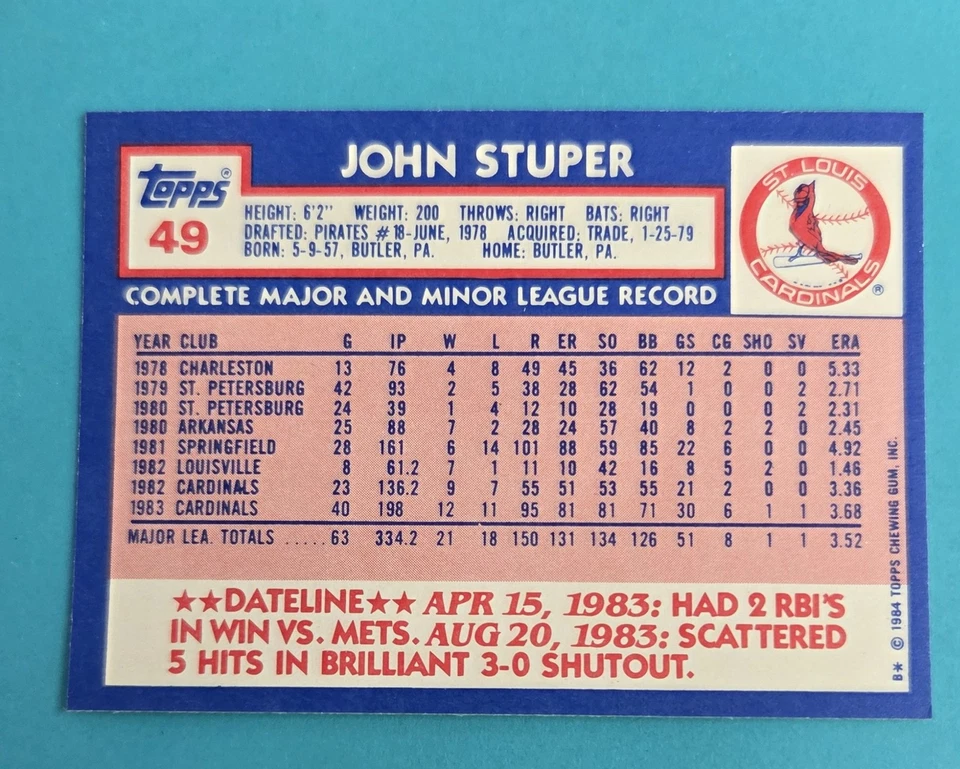 JOHN STUPER
Topps®
49
HEIGHT: 6'2" WEIGHT: 200 THROWS: RIGHT BATS: RIGHT
DRAFTED: PIRATES #18-JUNE, 1978 ACQUIRED: TRADE, 1-25-79
BORN: 5-9-57, BUTLER, PA. HOME: BUTLER, PA.
ST. LOUIS
CARDINALS®
COMPLETE MAJOR AND MINOR LEAGUE RECORD
YEAR CLUB G IP W L R ER SO BB GS CG SHO SV ERA
1978 CHARLESTON 13 76 4 8 49 45 36 62 12 2 0 0 5.33
1979 ST. PETERSBURG 42 93 2 5 38 28 62 54 1 0 0 2 2.71
1980 ST. PETERSBURG 24 39 1 4 12 10 28 19 0 0 0 2 2.31
1980 ARKANSAS 25 88 7 2 28 24 57 40 8 2 2 0 2.45
1981 SPRINGFIELD 28 161 6 14 101 88 59 85 22 6 0 0 4.92
1982 LOUISVILLE 8 61.2 7 1 11 10 42 16 8 5 2 0 1.46
1982 CARDINALS 23 136.2 9 7 55 51 53 55 21 2 0 0 3.36
1983 CARDINALS 40 198 12 11 95 81 81 71 30 6 1 1 3.68
MAJOR LEA. TOTALS ..... 63 334.2 21 18 150 131 134 126 51 8 1 1 3.52
★★DATELINE★★ APR 15, 1983: HAD 2 RBI'S
IN WIN VS. METS. AUG 20, 1983: SCATTERED
5 HITS IN BRILLIANT 3-0 SHUTOUT.
B* © 1984 TOPPS CHEWING GUM, INC.